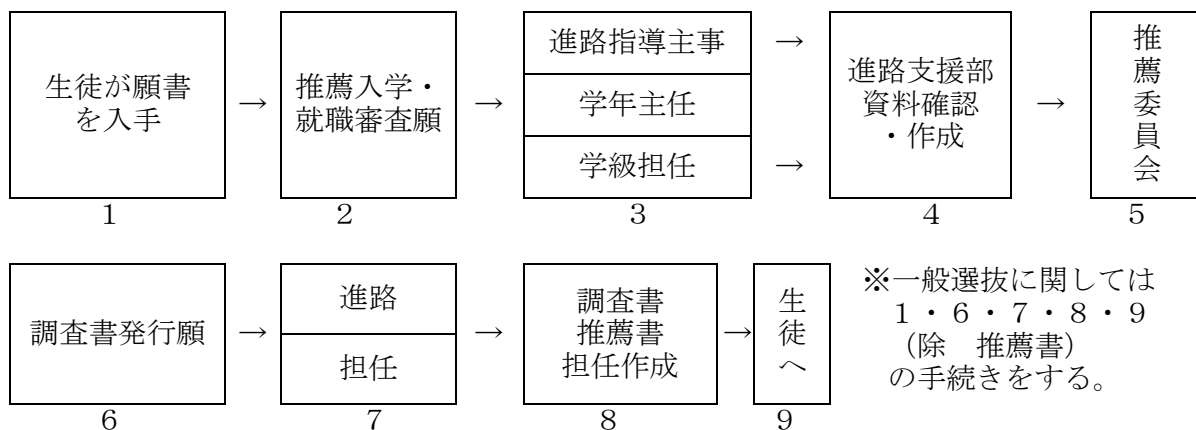 生徒が願書
を入手
→
推薦入学・
就職審査願
→
進路指導主事
学年主任
学級担任
→
→
進路支援部
資料確認
・作成
→
推薦委員会
1
2
3
4
5
調査書発行願
→
進路
担任
→
調査書
推薦書
担任作成
→
生徒へ
※一般選抜に関しては
1・6・7・8・9
(除　推薦書)
の手続きをする。
6
7
8
9